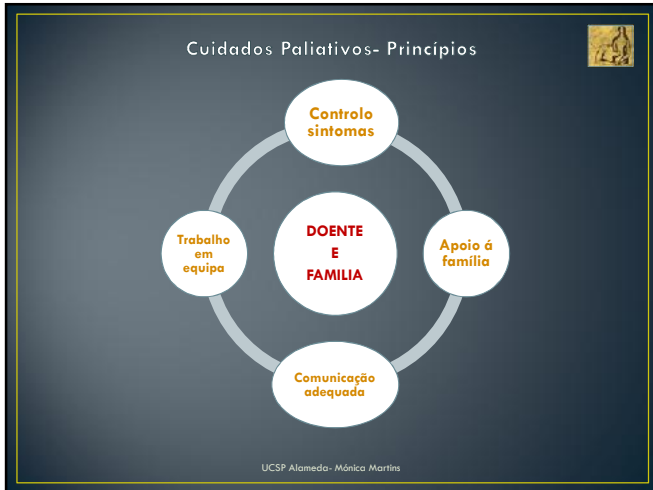 Cuidados Paliativos- Princípios
Controlo
sintomas
Trabalho
em
equipa
DOENTE
E
FAMILIA
Apoio á
família
Comunicação
adequada
UCSP Alameda- Mónica Martins